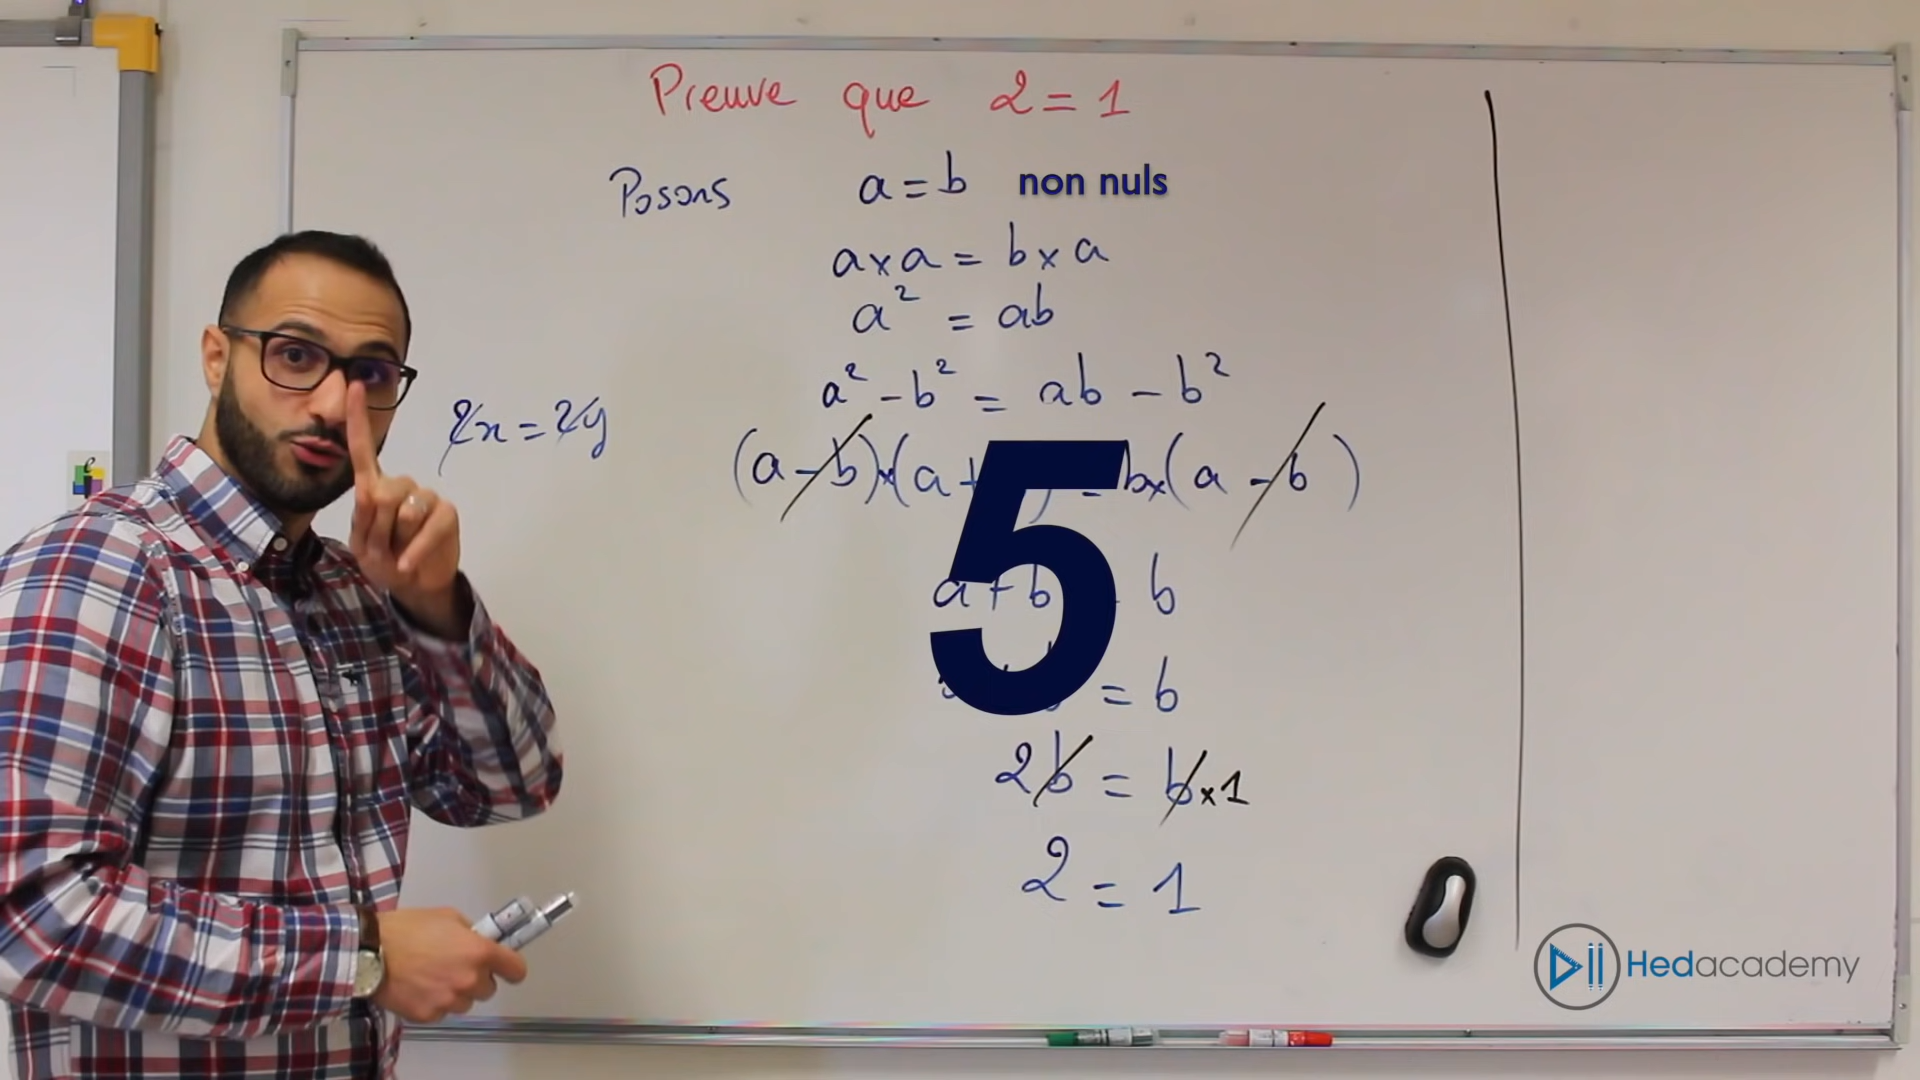 Preuve que 2 = 1
Posons a = b non nuls
a x a = b x a
a² = ab
a² - b² = ab - b²
2x = 2y
(a - b) x (a + ) = b x (a - b)
5
a + b b
= b
2b = b x 1
2 = 1
Hedacademy